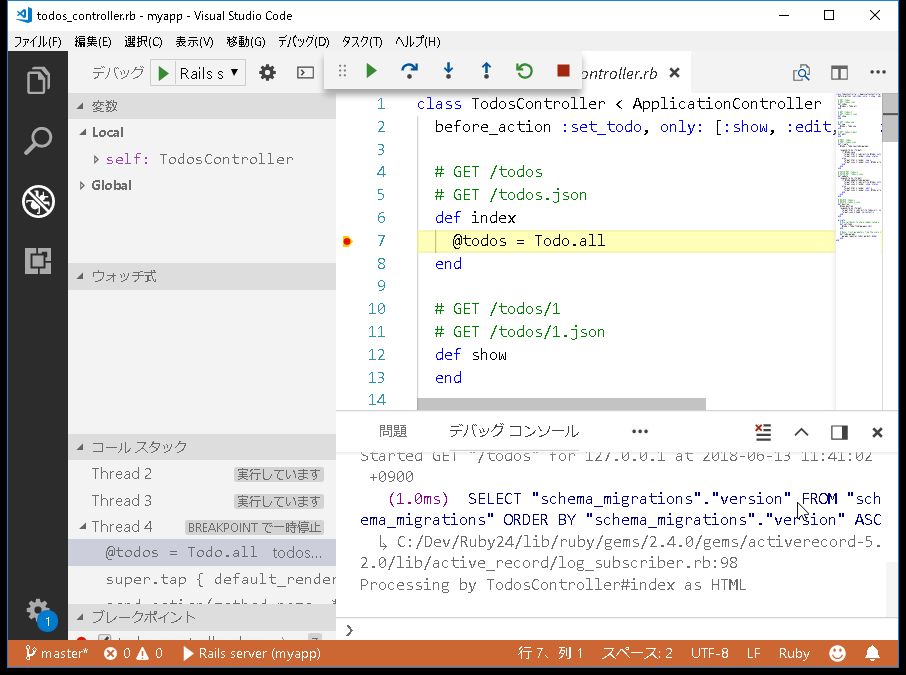 todos_controller.rb - myapp - Visual Studio Code
ファイル(F) 編集(E) 選択(C) 表示(V) 移動(G) デバッグ(D) タスク(T) ヘルプ(H)
デバッグ Rails s
ontroller.rb
変数
Local
self: TodosController
Global
ウォッチ式
コール スタック
Thread 2 実行しています
Thread 3 実行しています
Thread 4 BREAKPOINT で一時停止
@todos = Todo.all todos...
super.tap { default_render
ブレークポイント
1
1 class TodosController < ApplicationController
2 before_action :set_todo, only: [:show, :edit,
3
4 # GET /todos
5 # GET /todos.json
6 def index
7 @todos = Todo.all
8 end
9
10 # GET /todos/1
11 # GET /todos/1.json
12 def show
13 end
14
問題 デバッグ コンソール
Started GET "/todos" for 127.0.0.1 at 2018-06-13 11:41:02
+0900
(1.0ms) SELECT "schema_migrations"."version" FROM "sch
ema_migrations" ORDER BY "schema_migrations"."version" ASC
↳ C:/Dev/Ruby24/lib/ruby/gems/2.4.0/gems/activerecord-5.
2.0/lib/active_record/log_subscriber.rb:98
Processing by TodosController#index as HTML
master* 0 0 Rails server (myapp) 行 7、列 1 スペース: 2 UTF-8 LF Ruby